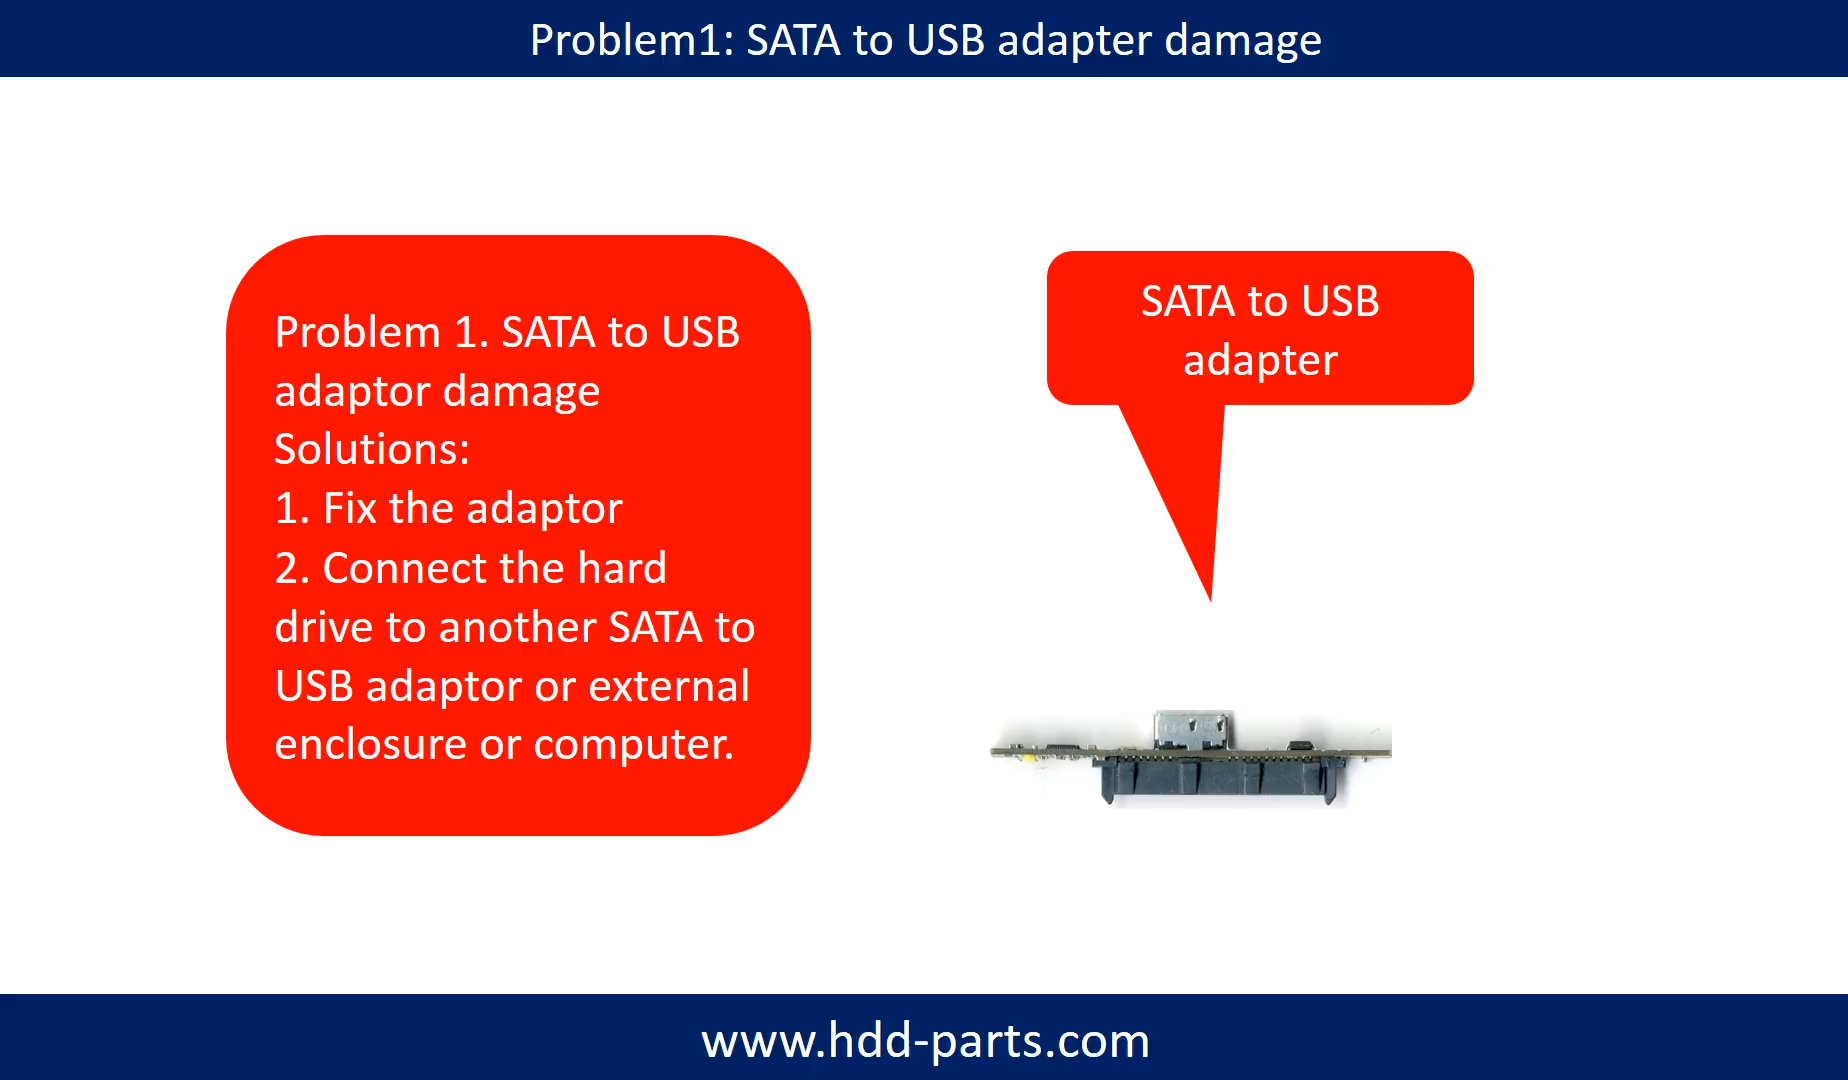 Problem1: SATA to USB adapter damage
Problem 1. SATA to USB
adaptor damage
Solutions:
1. Fix the adaptor
2. Connect the hard
drive to another SATA to
USB adaptor or external
enclosure or computer.
SATA to USB
adapter
www.hdd-parts.com